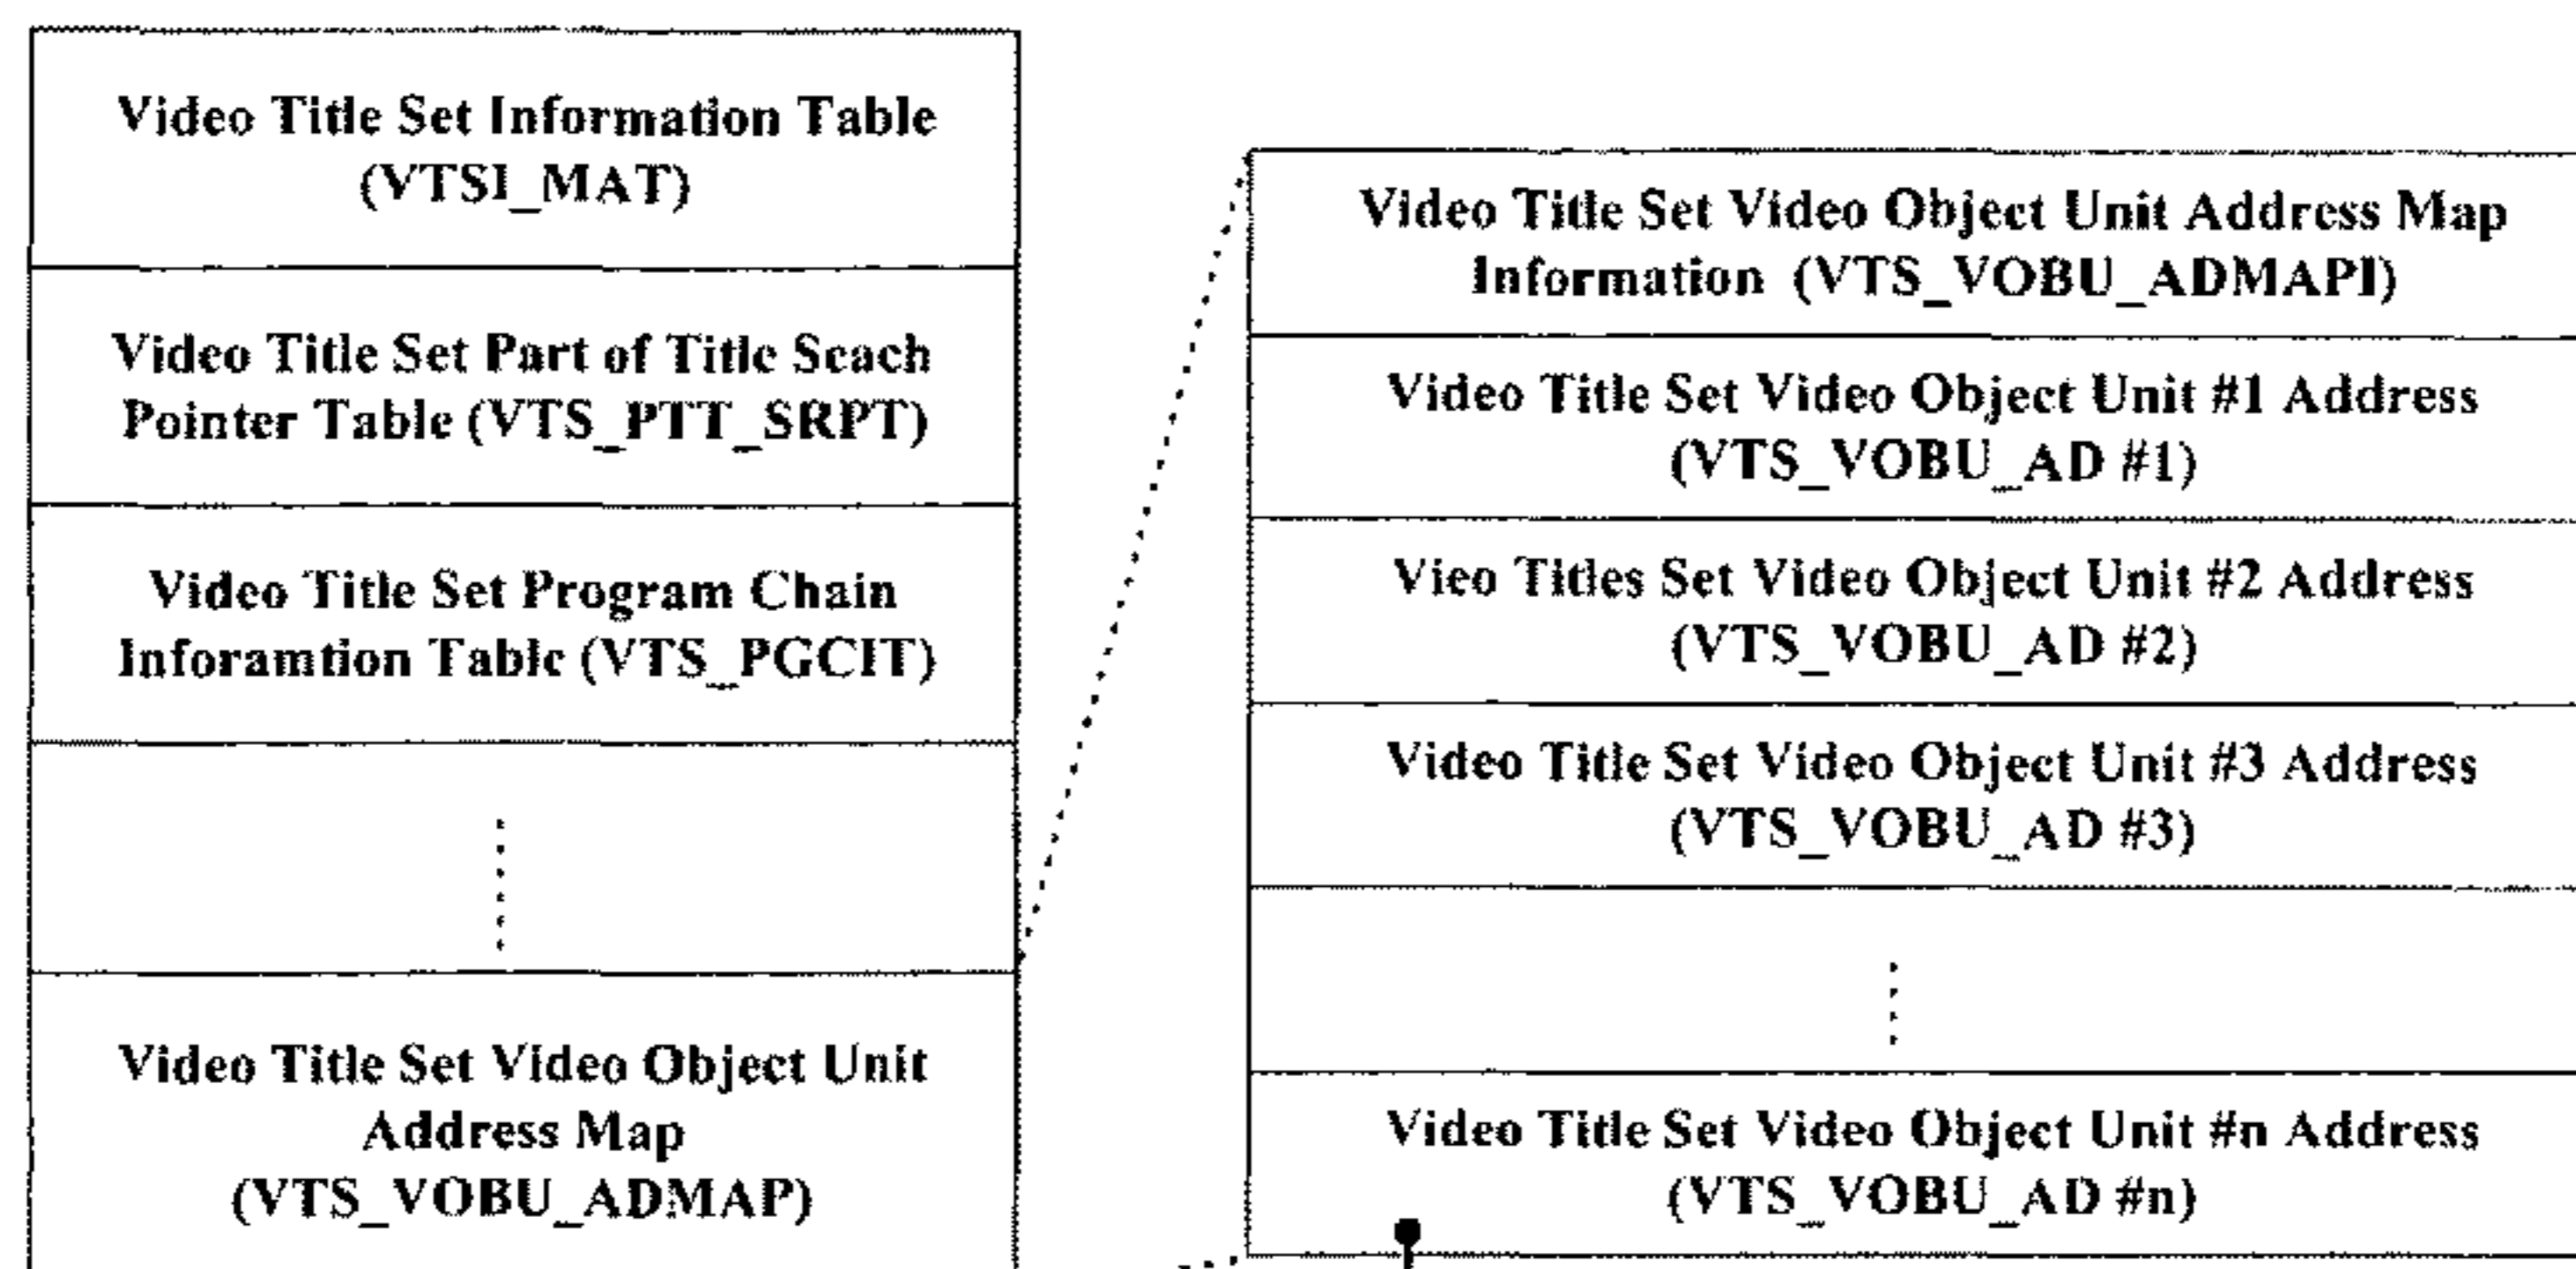 Video Title Set Information Table
(VTSI_MAT)
Video Title Set Part of Title Seach
Pointer Table (VTS_PTT_SRPT)
Video Title Set Program Chain
Inforamtion Table (VTS_PGCIT)
Video Title Set Video Object Unit
Address Map
(VTS_VOBU_ADMAP)
Video Title Set Video Object Unit Address Map
Information (VTS_VOBU_ADMAPI)
Video Title Set Video Object Unit #1 Address
(VTS_VOBU_AD #1)
Vieo Titles Set Video Object Unit #2 Address
(VTS_VOBU_AD #2)
Video Title Set Video Object Unit #3 Address
(VTS_VOBU_AD #3)
Video Title Set Video Object Unit #n Address
(VTS_VOBU_AD #n)